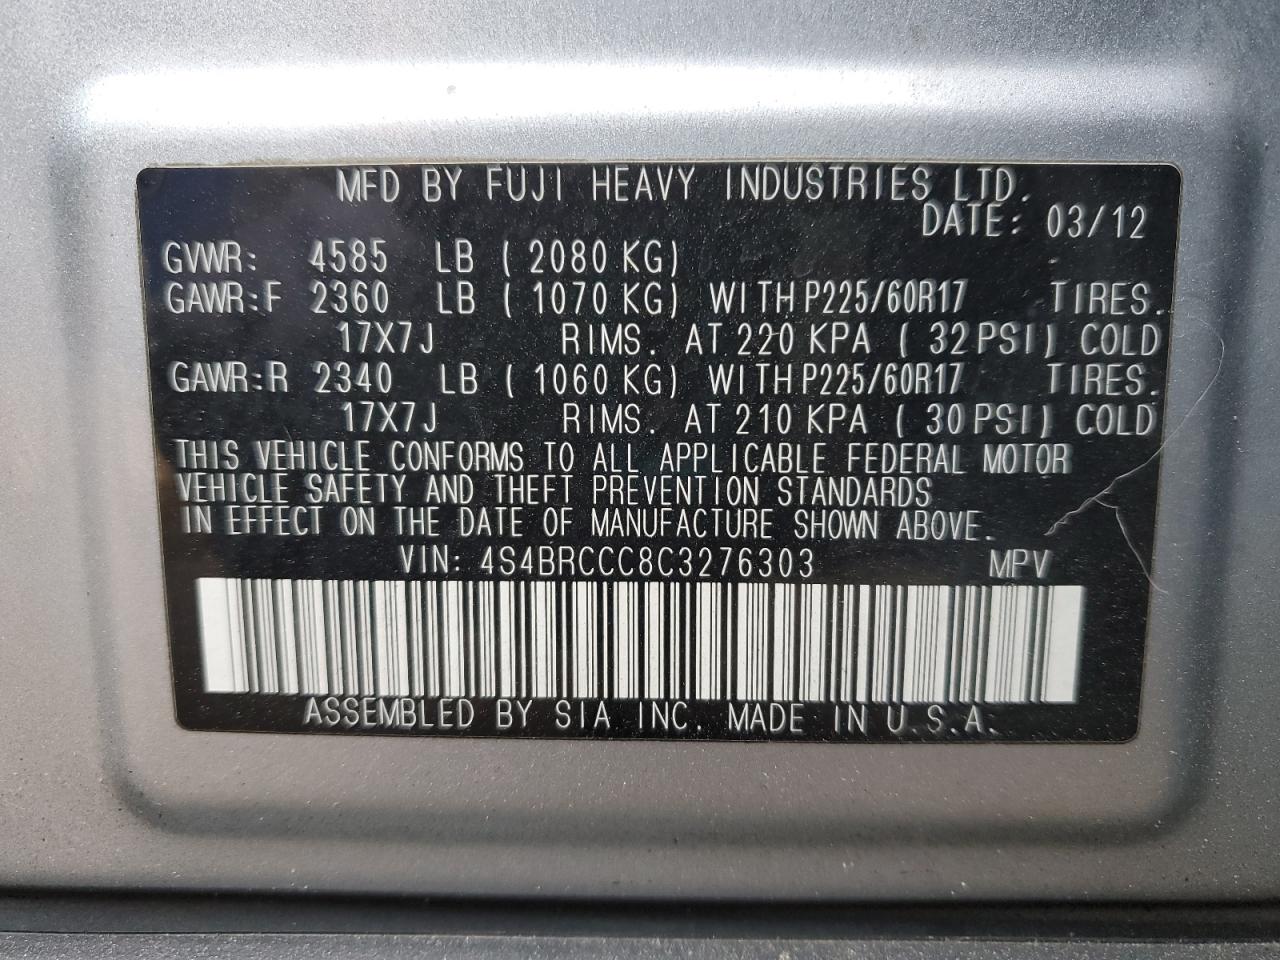 MFD BY FUJI HEAVY INDUSTRIES LTD.
DATE: 03/12
GVWR: 4585 LB ( 2080 KG)
GAWR:F 2360 LB ( 1070 KG) WITH P225/60R17 TIRES.
17X7J RIMS. AT 220 KPA ( 32 PSI) COLD
GAWR:R 2340 LB ( 1060 KG) WITH P225/60R17 TIRES.
17X7J RIMS. AT 210 KPA ( 30 PSI) COLD
THIS VEHICLE CONFORMS TO ALL APPLICABLE FEDERAL MOTOR
VEHICLE SAFETY AND THEFT PREVENTION STANDARDS
IN EFFECT ON THE DATE OF MANUFACTURE SHOWN ABOVE.
VIN: 4S4BRCCC8C3276303 MPV
ASSEMBLED BY SIA INC. MADE IN U.S.A.